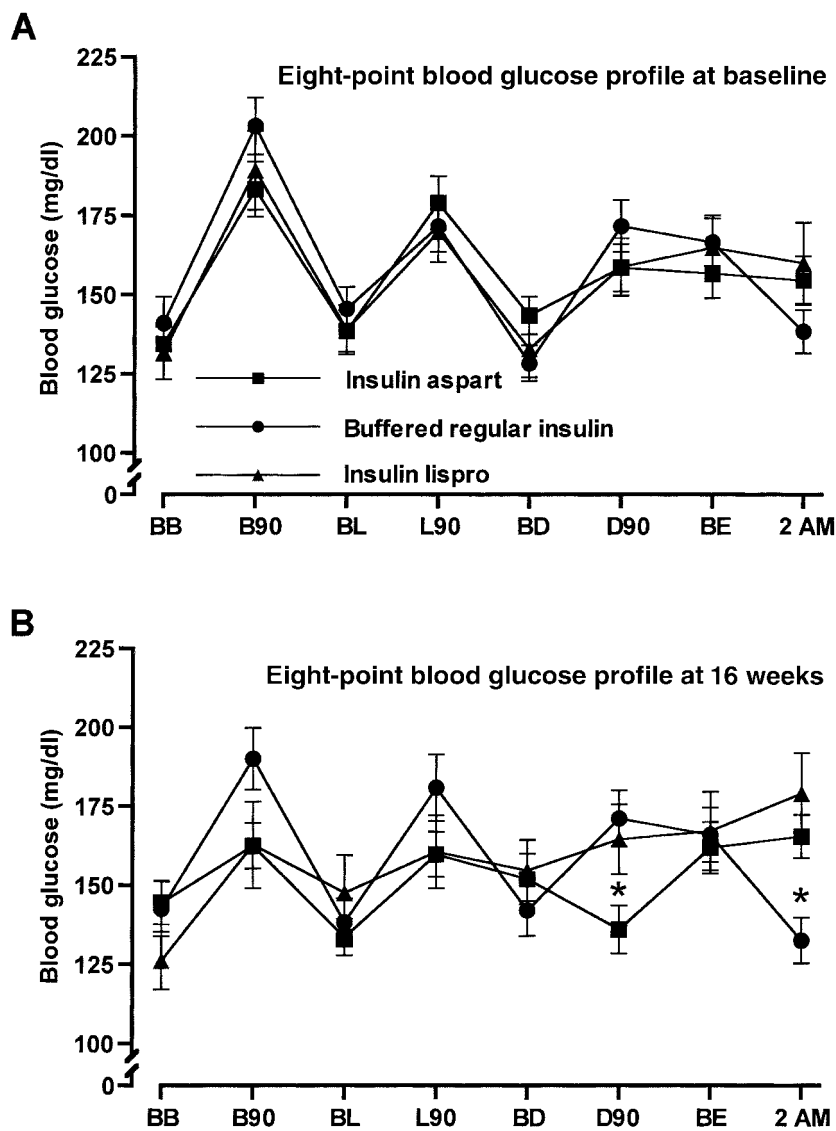 A
Eight-point blood glucose profile at baseline
Blood glucose (mg/dl)
225
200
175
150
125
100
0
Insulin aspart
Buffered regular insulin
Insulin lispro
BB B90 BL L90 BD D90 BE 2 AM
B
Eight-point blood glucose profile at 16 weeks
Blood glucose (mg/dl)
225
200
175
150
125
100
0
*
*
BB B90 BL L90 BD D90 BE 2 AM